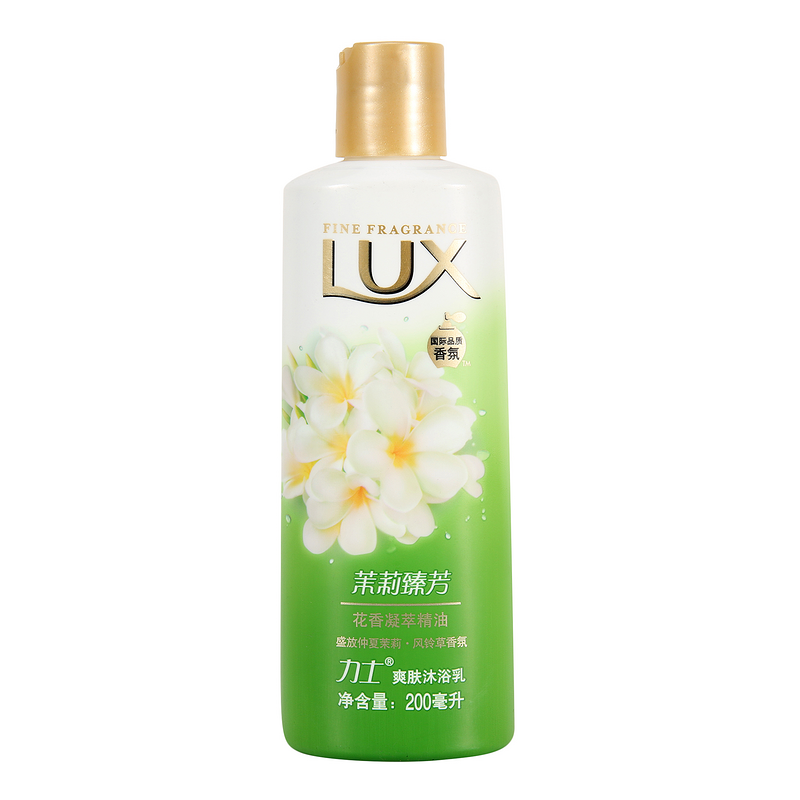 FINE FRAGRANCE
LUX
国际品质
香氛
TM
茉莉臻芳
花香凝萃精油
盛放仲夏茉莉·风铃草香氛
力士® 爽肤沐浴乳
净含量：200毫升